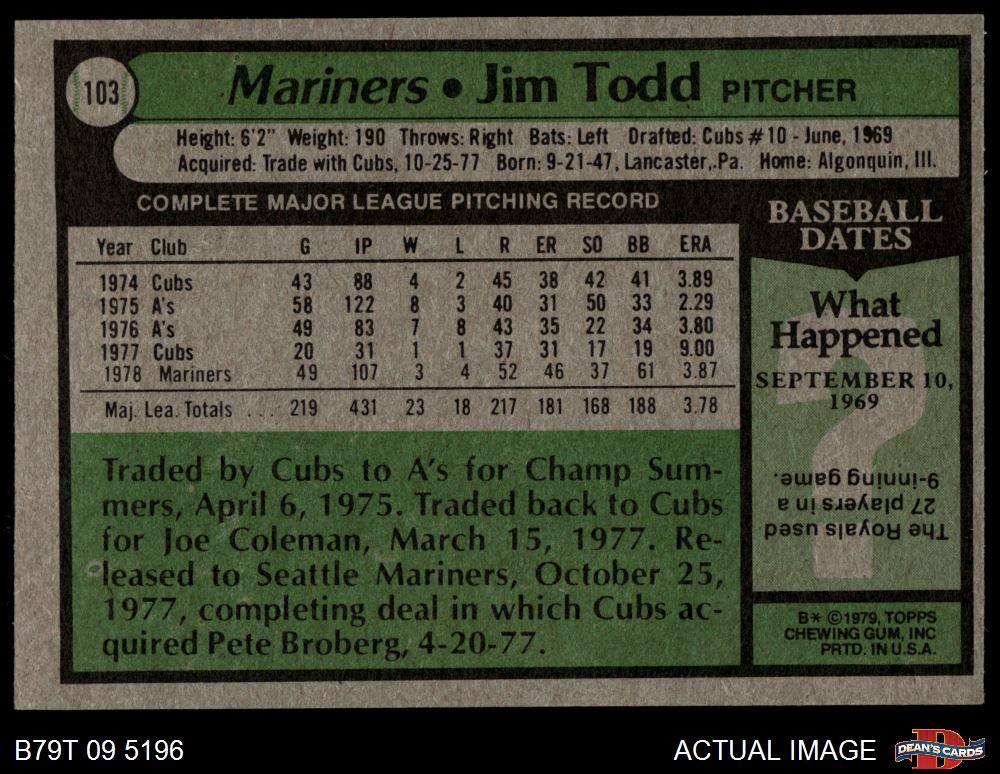 103
Mariners • Jim Todd PITCHER
Height: 6'2" Weight: 190 Throws: Right Bats: Left Drafted: Cubs #10 - June, 1969
Acquired: Trade with Cubs, 10-25-77 Born: 9-21-47, Lancaster, Pa. Home: Algonquin, Ill.
COMPLETE MAJOR LEAGUE PITCHING RECORD
Year Club G IP W L R ER SO BB ERA
1974 Cubs 43 88 4 2 45 38 42 41 3.89
1975 A's 58 122 8 3 40 31 50 33 2.29
1976 A's 49 83 7 8 43 35 22 34 3.80
1977 Cubs 20 31 1 1 37 31 17 19 9.00
1978 Mariners 49 107 3 4 52 46 37 61 3.87
Maj. Lea. Totals ... 219 431 23 18 217 181 168 188 3.78
Traded by Cubs to A's for Champ Sum-
mers, April 6, 1975. Traded back to Cubs
for Joe Coleman, March 15, 1977. Re-
leased to Seattle Mariners, October 25,
1977, completing deal in which Cubs ac-
quired Pete Broberg, 4-20-77.
BASEBALL
DATES
What
Happened
SEPTEMBER 10,
1969
?
The Royals used
27 players in a
9-inning game.
B* ©1979, TOPPS
CHEWING GUM, INC
PRTD. IN U.S.A.
B79T 09 5196
ACTUAL IMAGE
D
DEAN'S CARDS